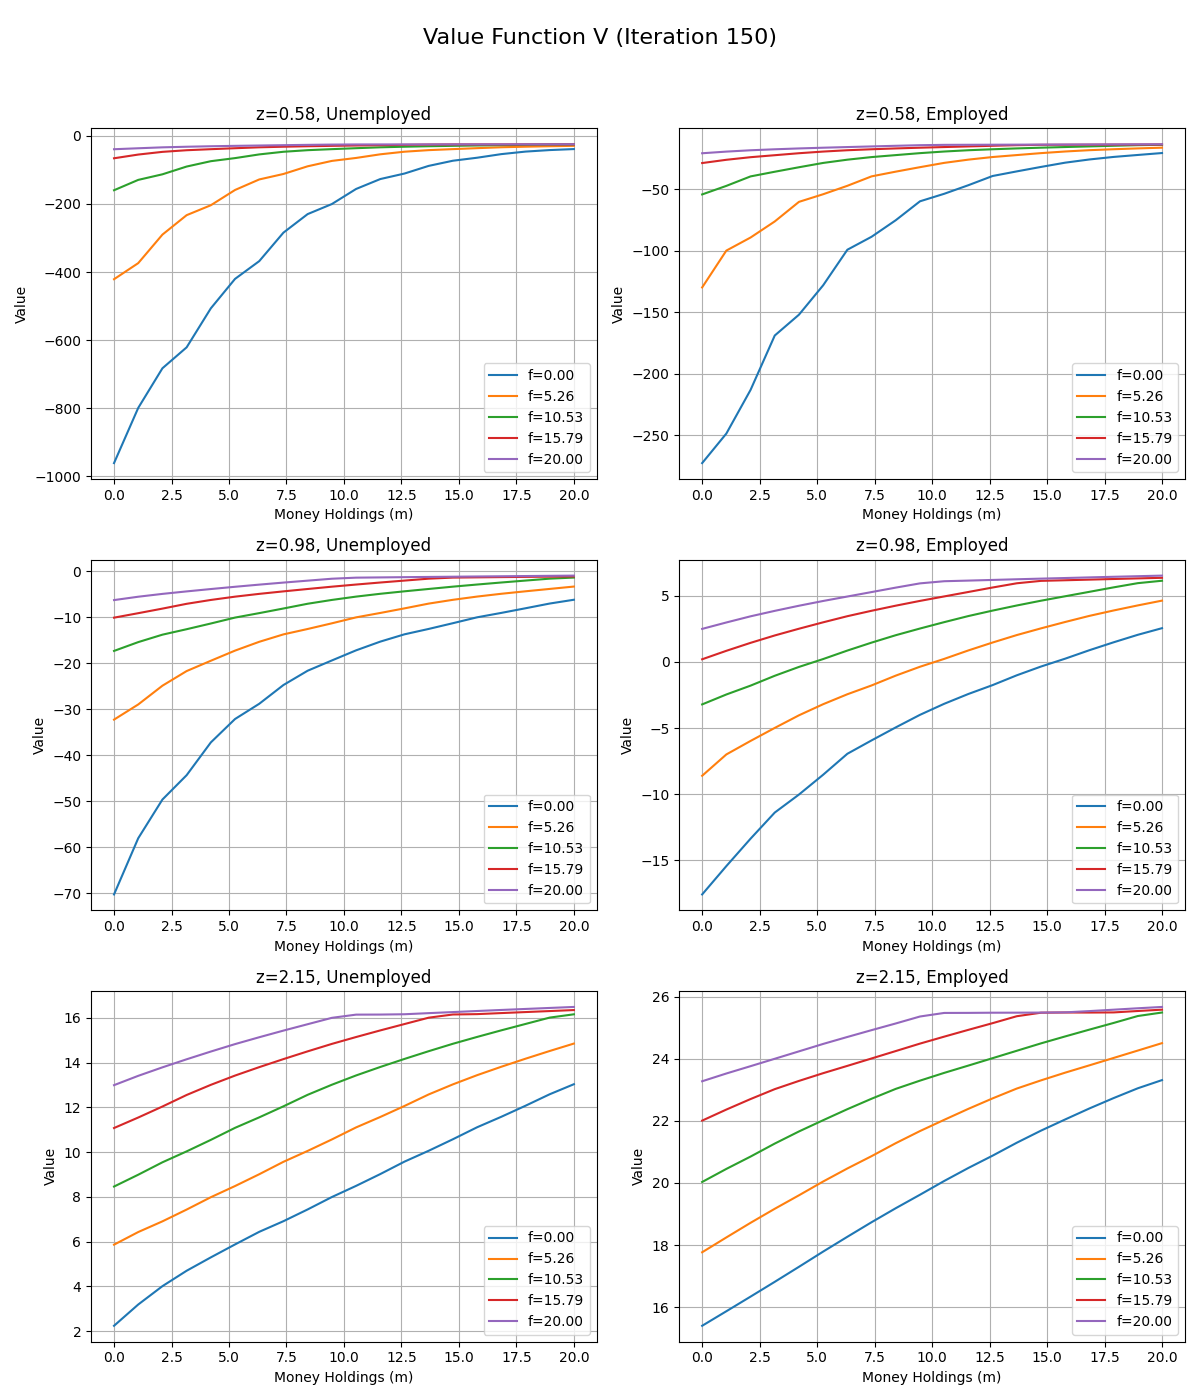 Value Function V (Iteration 150)
z=0.58, Unemployed
Value
0
−200
−400
−600
−800
−1000
0.0 2.5 5.0 7.5 10.0 12.5 15.0 17.5 20.0
Money Holdings (m)
f=0.00
f=5.26
f=10.53
f=15.79
f=20.00
z=0.58, Employed
Value
−50
−100
−150
−200
−250
0.0 2.5 5.0 7.5 10.0 12.5 15.0 17.5 20.0
Money Holdings (m)
f=0.00
f=5.26
f=10.53
f=15.79
f=20.00
z=0.98, Unemployed
Value
0
−10
−20
−30
−40
−50
−60
−70
0.0 2.5 5.0 7.5 10.0 12.5 15.0 17.5 20.0
Money Holdings (m)
f=0.00
f=5.26
f=10.53
f=15.79
f=20.00
z=0.98, Employed
Value
5
0
−5
−10
−15
0.0 2.5 5.0 7.5 10.0 12.5 15.0 17.5 20.0
Money Holdings (m)
f=0.00
f=5.26
f=10.53
f=15.79
f=20.00
z=2.15, Unemployed
Value
16
14
12
10
8
6
4
2
0.0 2.5 5.0 7.5 10.0 12.5 15.0 17.5 20.0
Money Holdings (m)
f=0.00
f=5.26
f=10.53
f=15.79
f=20.00
z=2.15, Employed
Value
26
24
22
20
18
16
0.0 2.5 5.0 7.5 10.0 12.5 15.0 17.5 20.0
Money Holdings (m)
f=0.00
f=5.26
f=10.53
f=15.79
f=20.00